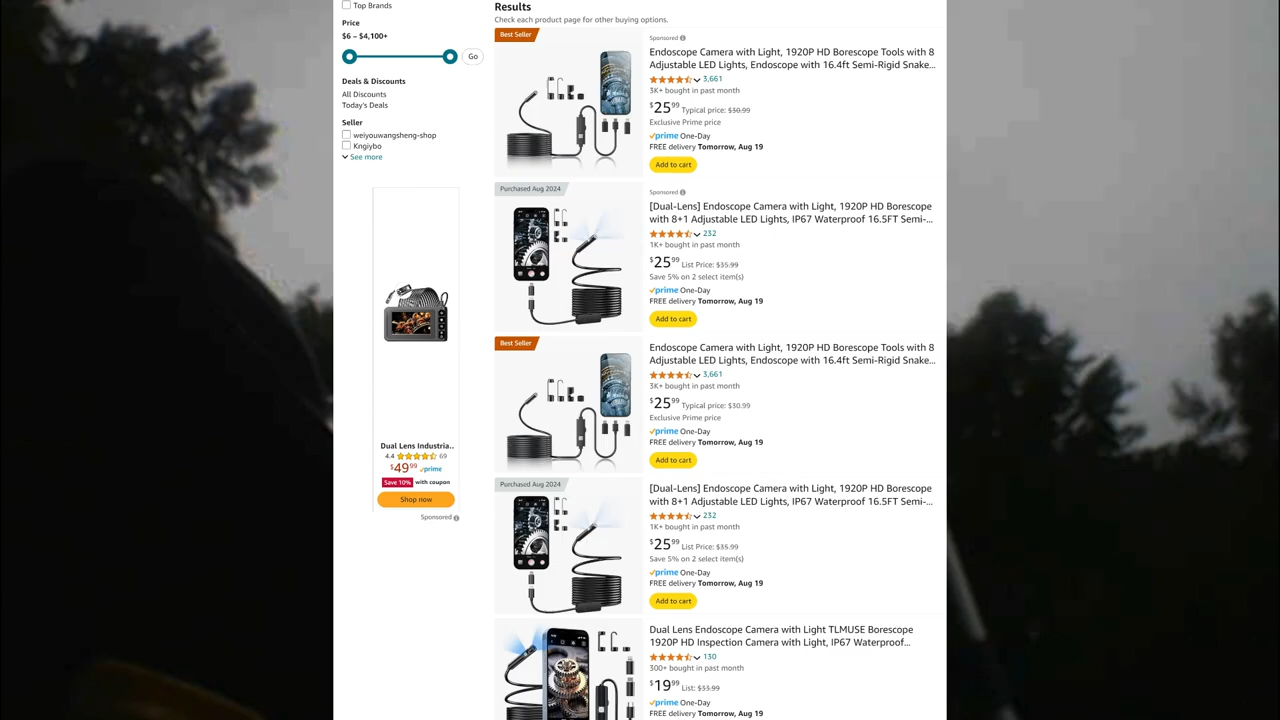 Top Brands
Price
$6 – $4,100+
Go
Deals & Discounts
All Discounts
Today's Deals
Seller
weiyouwangsheng-shop
Kngiybo
See more
Dual Lens Industria..
4.4 69
$49.99 prime
Save 10% with coupon
Shop now
Sponsored
Results
Check each product page for other buying options.
Best Seller
Sponsored
Endoscope Camera with Light, 1920P HD Borescope Tools with 8
Adjustable LED Lights, Endoscope with 16.4ft Semi-Rigid Snake...
3,661
3K+ bought in past month
$25.99 Typical price: $30.99
Exclusive Prime price
prime One-Day
FREE delivery Tomorrow, Aug 19
Add to cart
Purchased Aug 2024
Sponsored
[Dual-Lens] Endoscope Camera with Light, 1920P HD Borescope
with 8+1 Adjustable LED Lights, IP67 Waterproof 16.5FT Semi-...
232
1K+ bought in past month
$25.99 List Price: $35.99
Save 5% on 2 select item(s)
prime One-Day
FREE delivery Tomorrow, Aug 19
Add to cart
Best Seller
Endoscope Camera with Light, 1920P HD Borescope Tools with 8
Adjustable LED Lights, Endoscope with 16.4ft Semi-Rigid Snake...
3,661
3K+ bought in past month
$25.99 Typical price: $30.99
Exclusive Prime price
prime One-Day
FREE delivery Tomorrow, Aug 19
Add to cart
Purchased Aug 2024
[Dual-Lens] Endoscope Camera with Light, 1920P HD Borescope
with 8+1 Adjustable LED Lights, IP67 Waterproof 16.5FT Semi-...
232
1K+ bought in past month
$25.99 List Price: $35.99
Save 5% on 2 select item(s)
prime One-Day
FREE delivery Tomorrow, Aug 19
Add to cart
Dual Lens Endoscope Camera with Light TLMUSE Borescope
1920P HD Inspection Camera with Light, IP67 Waterproof...
130
300+ bought in past month
$19.99 List: $33.99
prime One-Day
FREE delivery Tomorrow, Aug 19